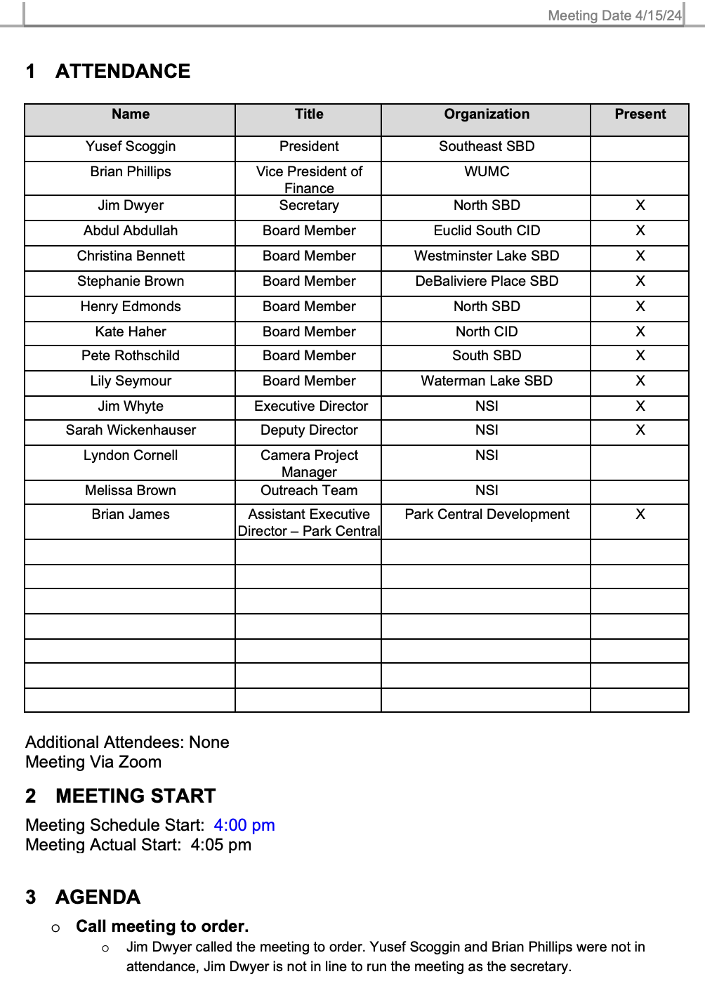 Meeting Date 4/15/24
1 ATTENDANCE
Name Title Organization Present
Yusef Scoggin President Southeast SBD
Brian Phillips Vice President of WUMC
Finance
Jim Dwyer Secretary North SBD X
Abdul Abdullah Board Member Euclid South CID X
Christina Bennett Board Member Westminster Lake SBD X
Stephanie Brown Board Member DeBaliviere Place SBD X
Henry Edmonds Board Member North SBD X
Kate Haher Board Member North CID X
Pete Rothschild Board Member South SBD X
Lily Seymour Board Member Waterman Lake SBD X
Jim Whyte Executive Director NSI X
Sarah Wickenhauser Deputy Director NSI X
Lyndon Cornell Camera Project NSI
Manager
Melissa Brown Outreach Team NSI
Brian James Assistant Executive Park Central Development X
Director – Park Central
Additional Attendees: None
Meeting Via Zoom
2 MEETING START
Meeting Schedule Start: 4:00 pm
Meeting Actual Start: 4:05 pm
3 AGENDA
o Call meeting to order.
o Jim Dwyer called the meeting to order. Yusef Scoggin and Brian Phillips were not in
attendance, Jim Dwyer is not in line to run the meeting as the secretary.